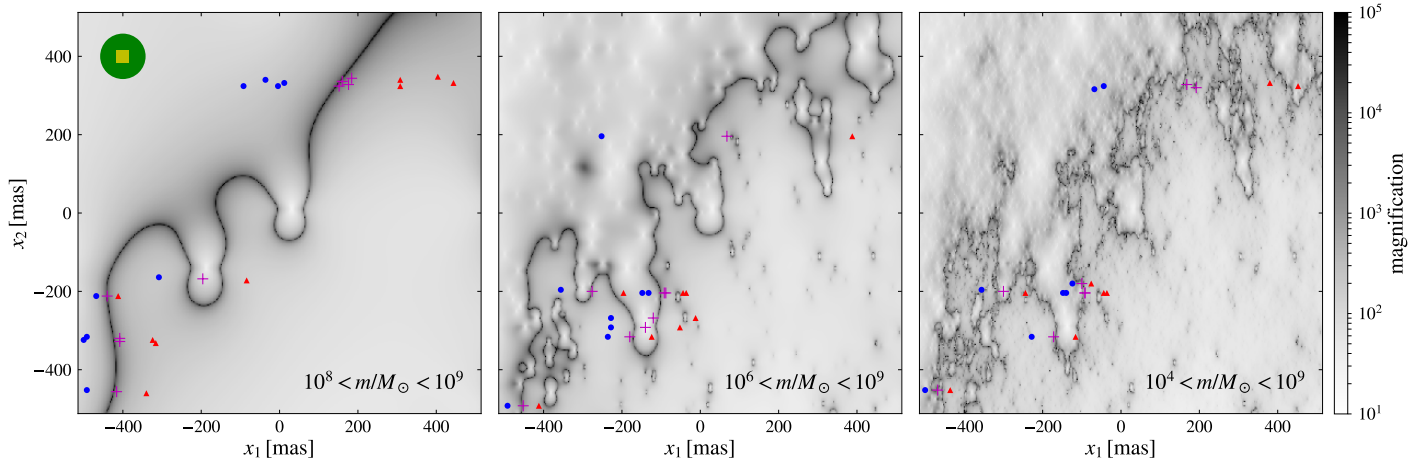 400
200
0
−200
−400
x₂ [mas]
−400 −200 0 200 400
x₁ [mas]
10⁸ < m/M☉ < 10⁹
−400 −200 0 200 400
x₁ [mas]
10⁶ < m/M☉ < 10⁹
−400 −200 0 200 400
x₁ [mas]
10⁴ < m/M☉ < 10⁹
10⁵
10⁴
10³
10²
10¹
magnification